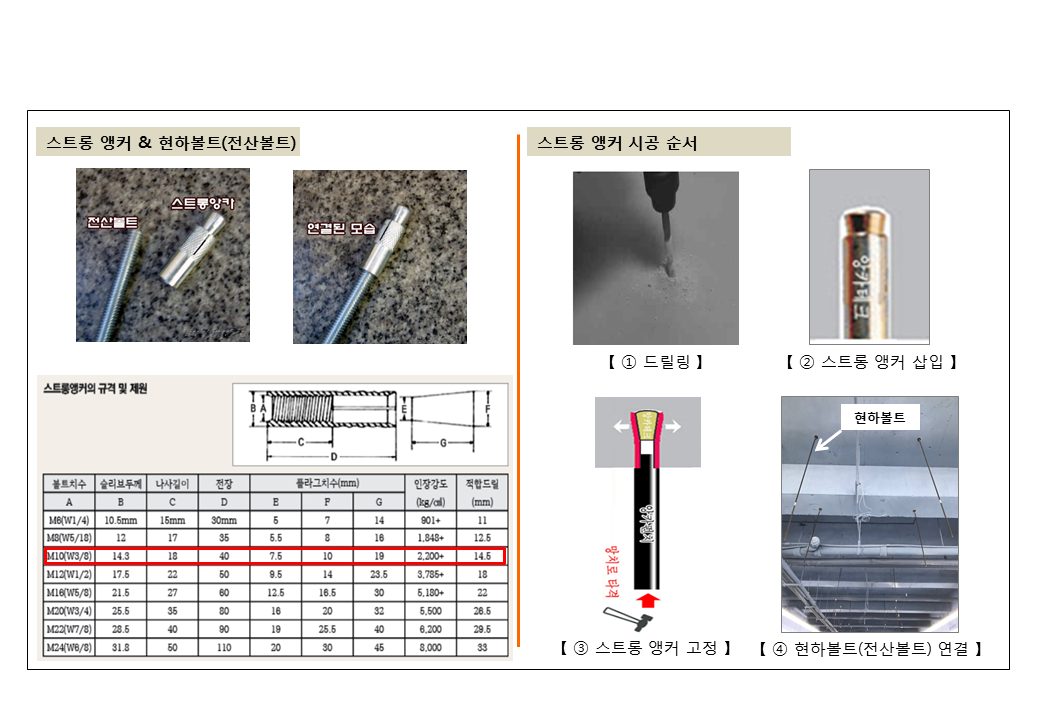 스트롱 앵커 & 현하볼트(전산볼트)
전산볼트
스트롱앙카
연결된 모습
스트롱앵커의 규격 및 제원
B A E F
C G
D
볼트치수 슬리브두께 나사길이 전장 플라그치수(mm) 인장강도 적합드릴
A B C D E F G (kg/㎠) (mm)
M6(W1/4) 10.5mm 15mm 30mm 5 7 14 901+ 11
M8(W5/18) 12 17 35 5.5 8 16 1,848+ 12.5
M10(W3/8) 14.3 18 40 7.5 10 19 2,200+ 14.5
M12(W1/2) 17.5 22 50 9.5 14 23.5 3,785+ 18
M16(W5/8) 21.5 27 60 12.5 16.5 30 5,180+ 22
M20(W3/4) 25.5 35 80 16 20 32 5,500 26.5
M22(W7/8) 28.5 40 90 19 25.5 40 6,200 29.5
M24(W6/8) 31.8 50 110 20 30 45 8,000 33
스트롱 앵커 시공 순서
앙카테크
【 ① 드릴링 】
【 ② 스트롱 앵커 삽입 】
앙카펀치
망치로 타격
현하볼트
【 ③ 스트롱 앵커 고정 】
【 ④ 현하볼트(전산볼트) 연결 】